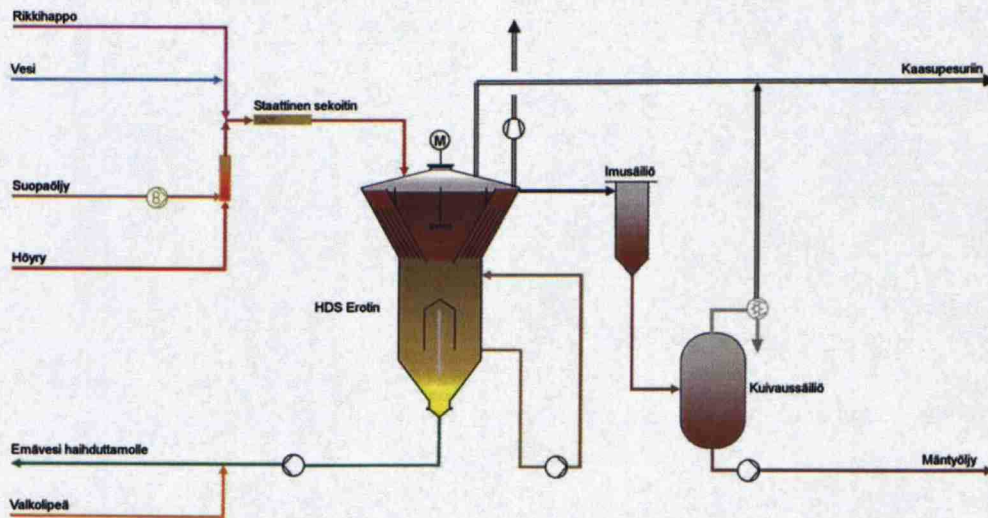 Rikkihappo
Kaasupesuriin
Vesi
Staattinen sekoitin
M
Imusäiliö
Suopaöljy
Höyry
HDS Erotin
Kuivaussäiliö
Emävesi haihduttamolle
Mäntyöljy
Valkolipeä